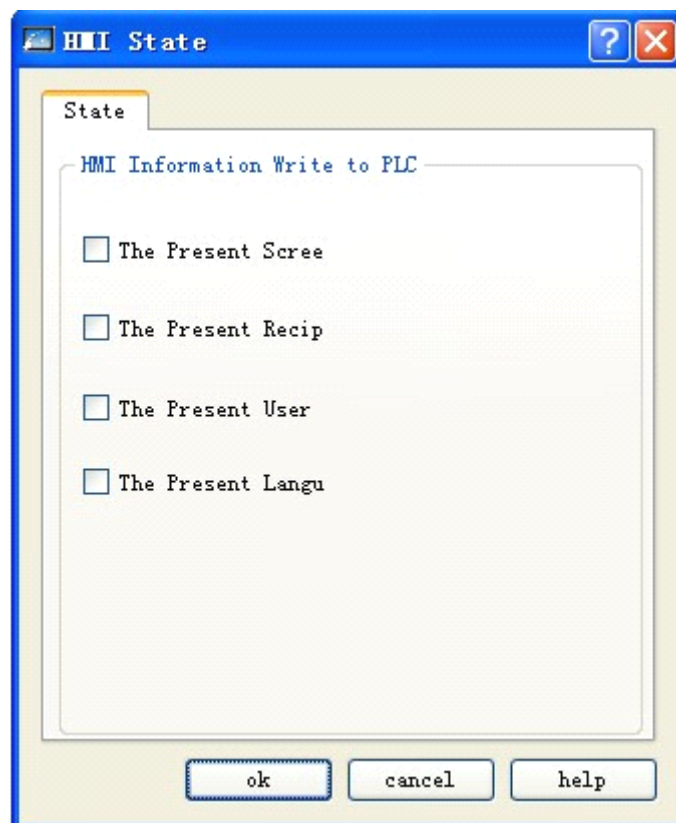 HMI State
?
State
HMI Information Write to PLC
The Present Scree
The Present Recip
The Present User
The Present Langu
ok cancel help